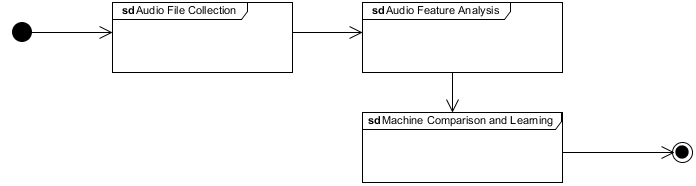 sd Audio File Collection
sd Audio Feature Analysis
sd Machine Comparison and Learning